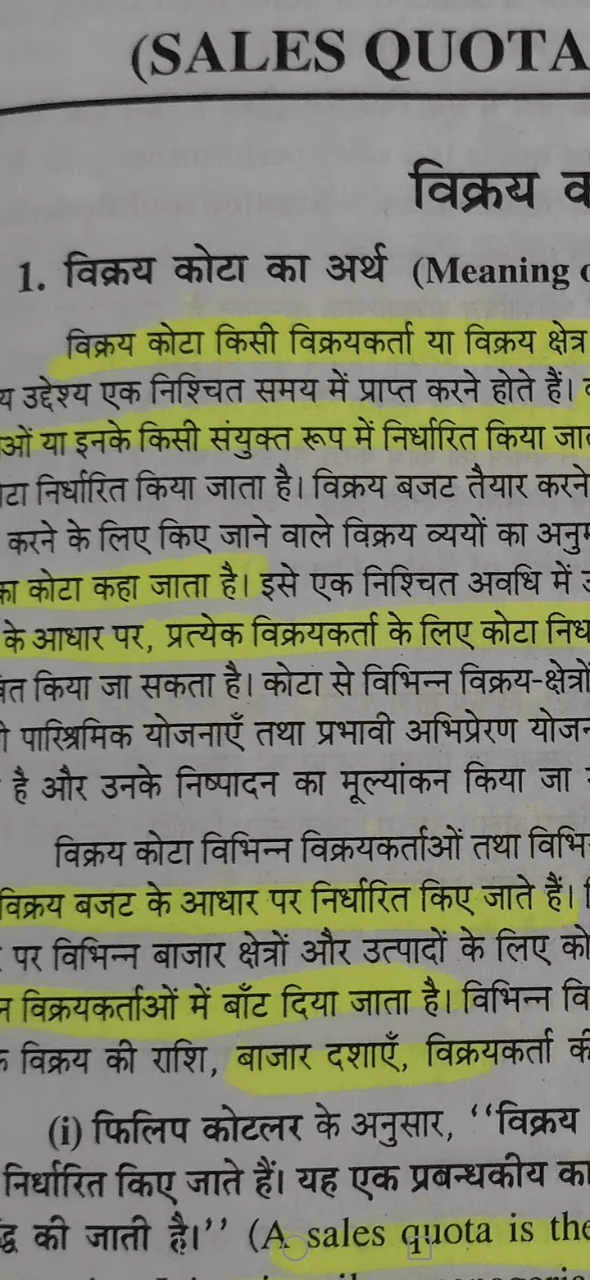 (SALES QUOTA
विक्रय
1. विक्रय कोटा का अर्थ (Meaning
विक्रय कोटा किसी विक्रयकर्ता या विक्रय क्षेत्र
उद्देश्य एक निश्चित समय में प्राप्त करने होते हैं।
या इनके किसी संयुक्त रूप में निर्धारित किया
निर्धारित किया जाता है। विक्रय बजट तैयार करने
करने के लिए किए जाने वाले विक्रय व्ययों का
कोटा कहा जाता है। इसे एक निश्चित अवधि में
के आधार पर, प्रत्येक विक्रयकर्ता के लिए कोटा
किया जा सकता है। कोटा से विभिन्न विक्रय-क्षेत्रों
पारिश्रमिक योजनाएँ तथा प्रभावी अभिप्रेरण
है और उनके निष्पादन का मूल्यांकन किया जा
विक्रय कोटा विभिन्न विक्रयकर्ताओं तथा
विक्रय बजट के आधार पर निर्धारित किए जाते हैं।
पर विभिन्न बाजार क्षेत्रों और उत्पादों के लिए
विक्रयकर्ताओं में बाँट दिया जाता है। विभिन्न
विक्रय की राशि, बाजार दशाएँ, विक्रयकर्ता
(i) फिलिप कोटलर के अनुसार, ‘‘विक्रय
निर्धारित किए जाते हैं। यह एक प्रबन्धकीय
की जाती है।’’ (A sales quota is the